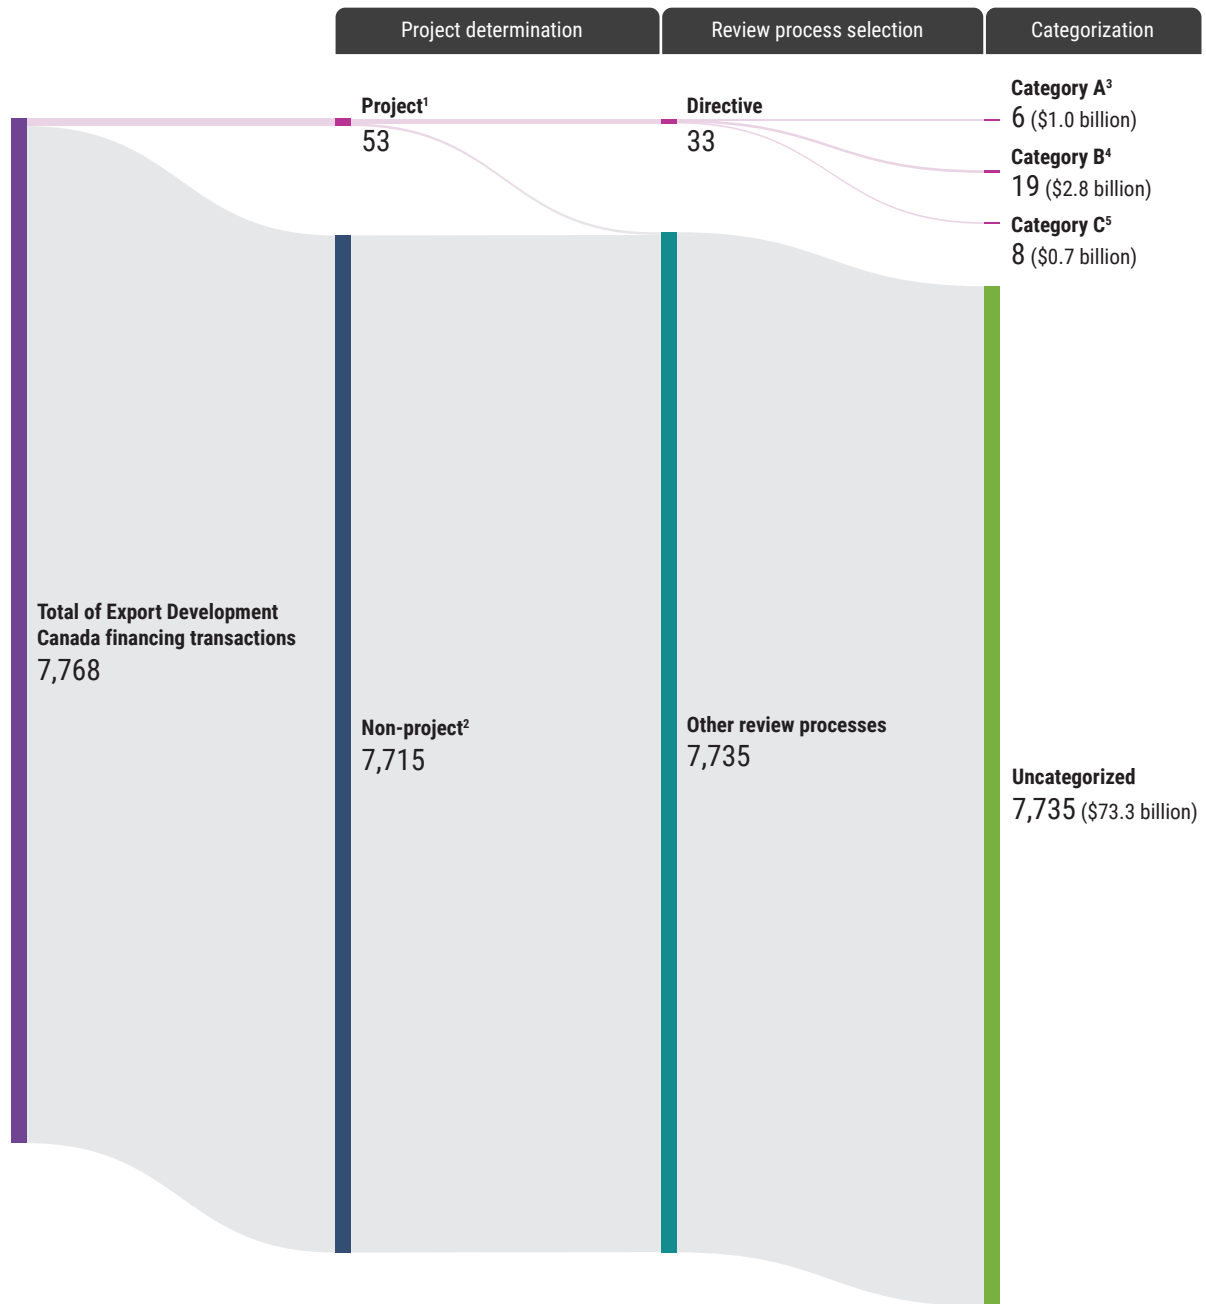 Project determination
Review process selection
Categorization
Project¹
53
Directive
33
Category A³
6 ($1.0 billion)
Category B⁴
19 ($2.8 billion)
Category C⁵
8 ($0.7 billion)
Total of Export Development
Canada financing transactions
7,768
Non-project²
7,715
Other review processes
7,735
Uncategorized
7,735 ($73.3 billion)